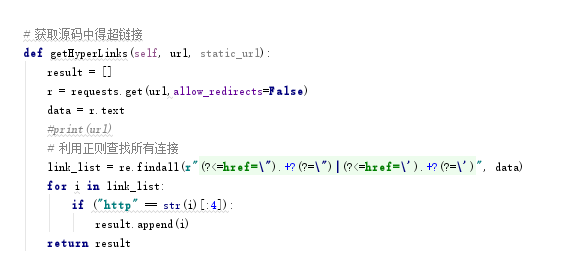 # 获取源码中得超链接
def getHyperLinks(self, url, static_url):
result = []
r = requests.get(url,allow_redirects=False)
data = r.text
#print(url)
# 利用正则查找所有连接
link_list = re.findall(r"(?<=href=\").+?(?=\")|(?<=href=\').+?(?=\')", data)
for i in link_list:
if ("http" == str(i)[:4]):
result.append(i)
return result